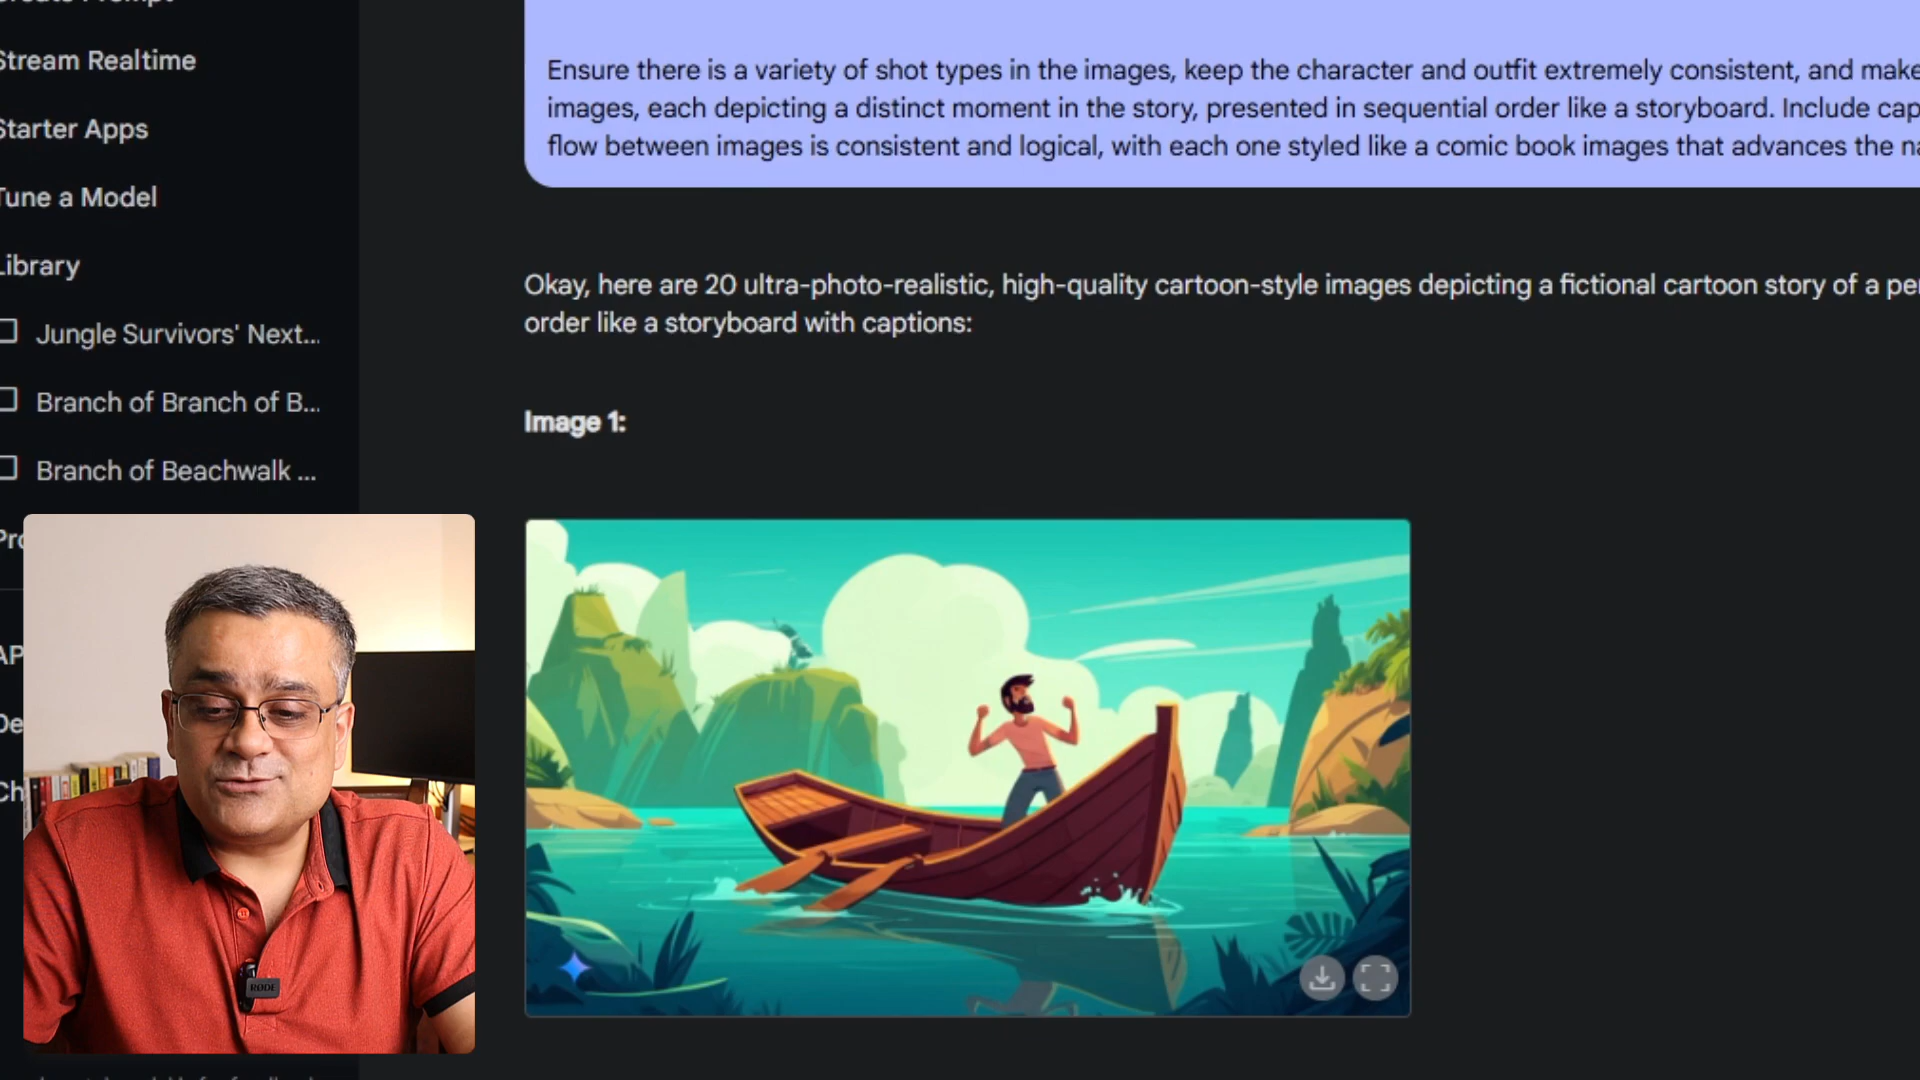 Stream Realtime
Starter Apps
Tune a Model
Library
Jungle Survivors' Next...
Branch of Branch of B...
Branch of Beachwalk ...
Ensure there is a variety of shot types in the images, keep the character and outfit extremely consistent, and make
images, each depicting a distinct moment in the story, presented in sequential order like a storyboard. Include cap
flow between images is consistent and logical, with each one styled like a comic book images that advances the na
Okay, here are 20 ultra-photo-realistic, high-quality cartoon-style images depicting a fictional cartoon story of a pe
order like a storyboard with captions:
Image 1:
RØDE